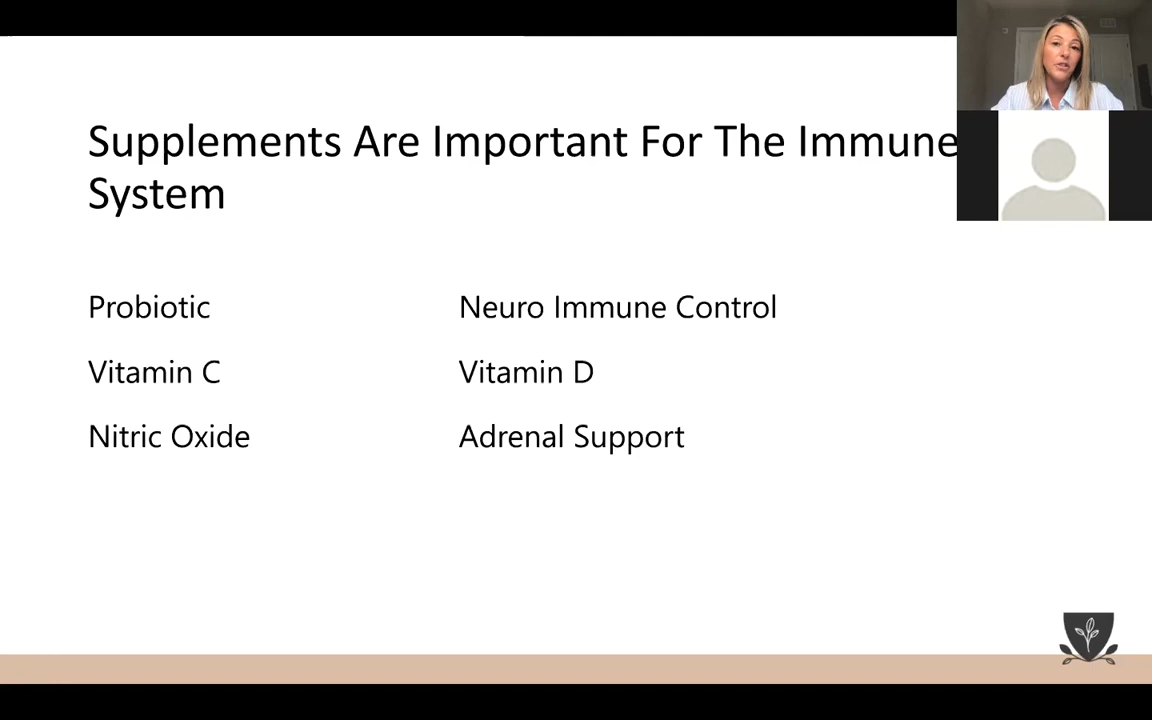 Supplements Are Important For The Immune
System
Probiotic
Neuro Immune Control
Vitamin C
Vitamin D
Nitric Oxide
Adrenal Support